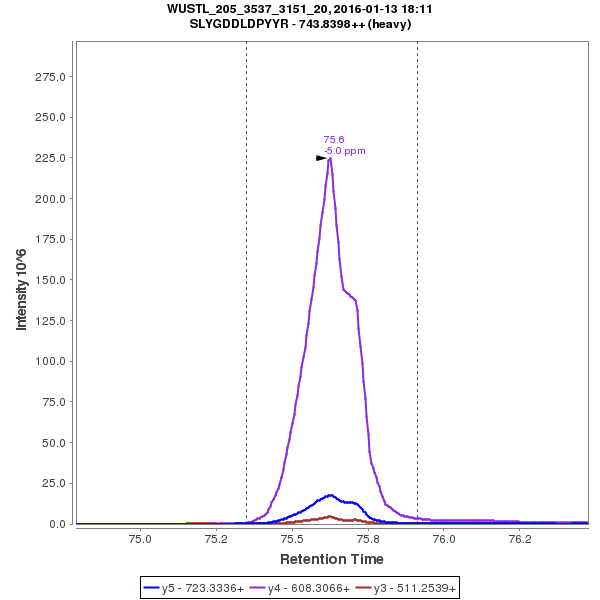 WUSTL_205_3537_3151_20, 2016-01-13 18:11
SLYGDDLDPYYR - 743.8398++ (heavy)
75.6
-5.0 ppm
Intensity 10^6
275.0
250.0
225.0
200.0
175.0
150.0
125.0
100.0
75.0
50.0
25.0
0.0
75.0 75.2 75.5 75.8 76.0 76.2
Retention Time
y5 - 723.3336+ y4 - 608.3066+ y3 - 511.2539+